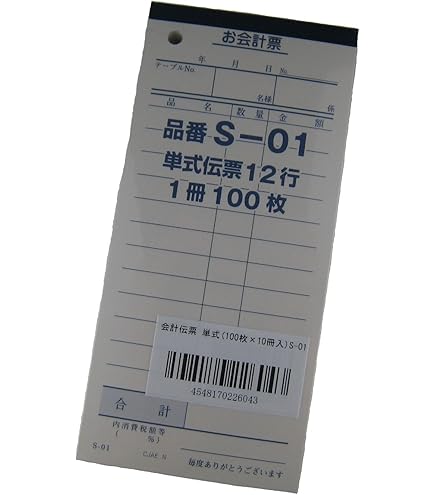 お会計票
年 月 日 No.
テーブルNo.
名様 係
品 名 数量 金 額
品番 S-01
単式伝票12行
1冊100枚
会計伝票 単式(100枚×10冊入)S-01
4548170226043
合 計
内消費税額等
( %)
S-01 CJAE N 毎度ありがとうございます